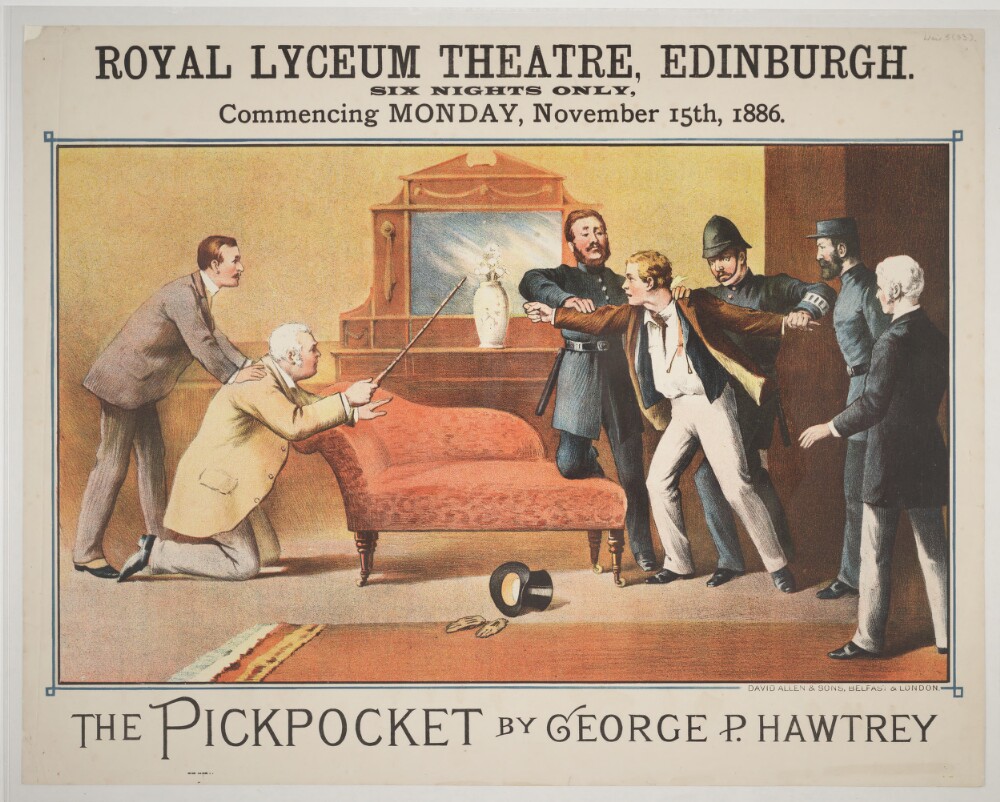 ROYAL LYCEUM THEATRE, EDINBURGH.
SIX NIGHTS ONLY,
Commencing MONDAY, November 15th, 1886.
DAVID ALLEN & SONS, BELFAST & LONDON.
THE PICKPOCKET BY GEORGE P. HAWTREY